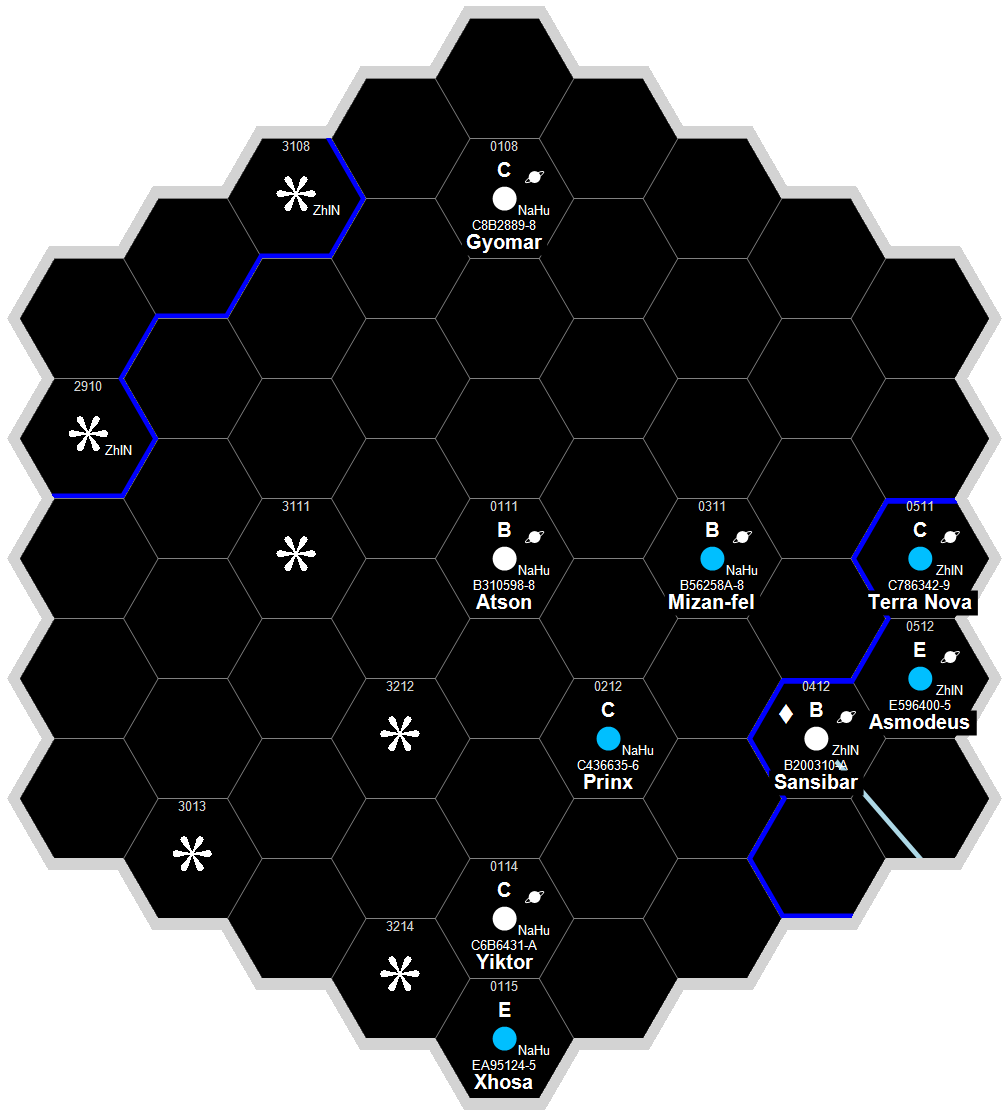 3108
ZhIN
0108
C
NaHu
C8B2889-8
Gyomar
2910
ZhIN
3111
0111
B
NaHu
B310598-8
Atson
0311
B
NaHu
B56258A-8
Mizan-fel
0511
C
ZhIN
C786342-9
Terra Nova
0512
E
ZhIN
E596400-5
Asmodeus
3212
0212
C
NaHu
C436635-6
Prinx
0412
B
ZhIN
B200310-A
Sansibar
3013
0114
C
NaHu
C6B6431-A
Yiktor
3214
0115
E
NaHu
EA95124-5
Xhosa